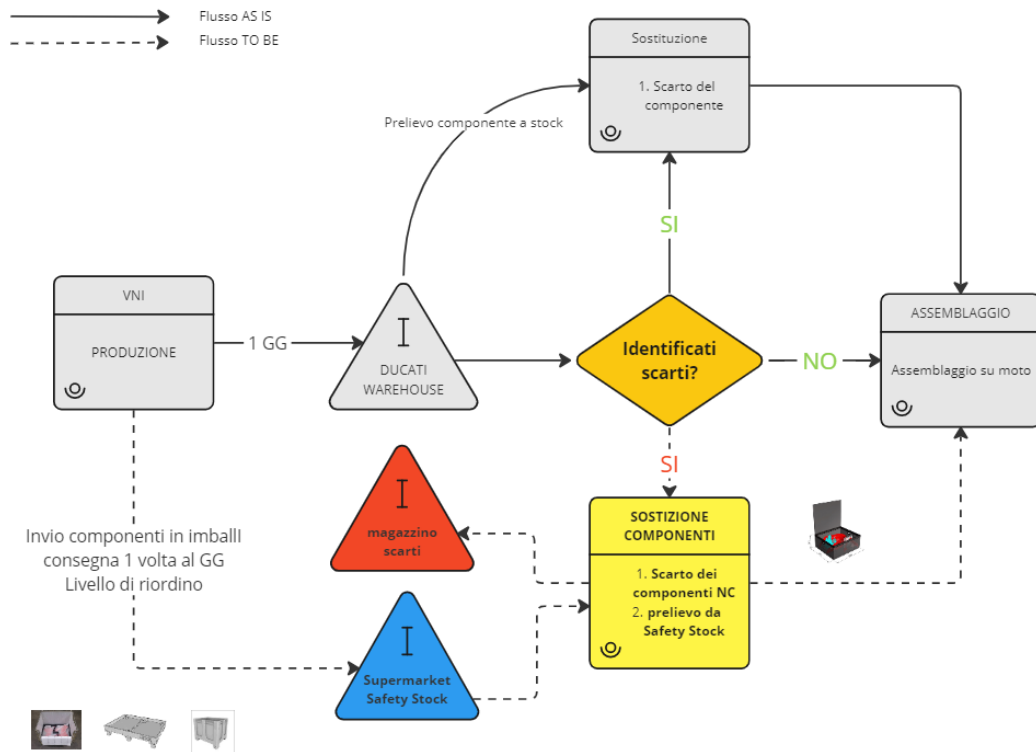 Flusso AS IS
Flusso TO BE
Sostituzione
1. Scarto del
componente
Prelievo componente a stock
SI
VNI
PRODUZIONE
1 GG
I
DUCATI
WAREHOUSE
Identificati
scarti?
NO
ASSEMBLAGGIO
Assemblaggio su moto
SI
I
magazzino
scarti
SOSTIZIONE
COMPONENTI
1. Scarto dei
componenti NC
2. prelievo da
Safety Stock
Invio componenti in imballi
consegna 1 volta al GG
Livello di riordino
I
Supermarket
Safety Stock